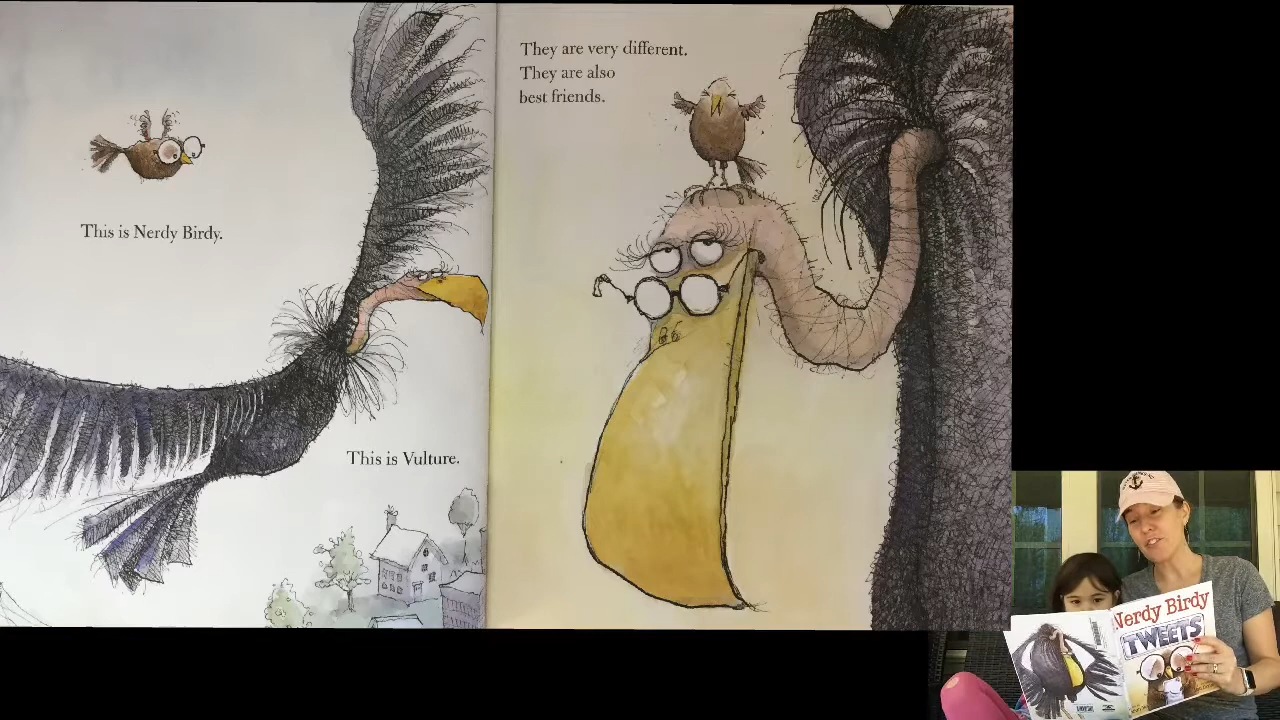 This is Nerdy Birdy.
This is Vulture.
They are very different.
They are also
best friends.
Nerdy Birdy
TWEETS